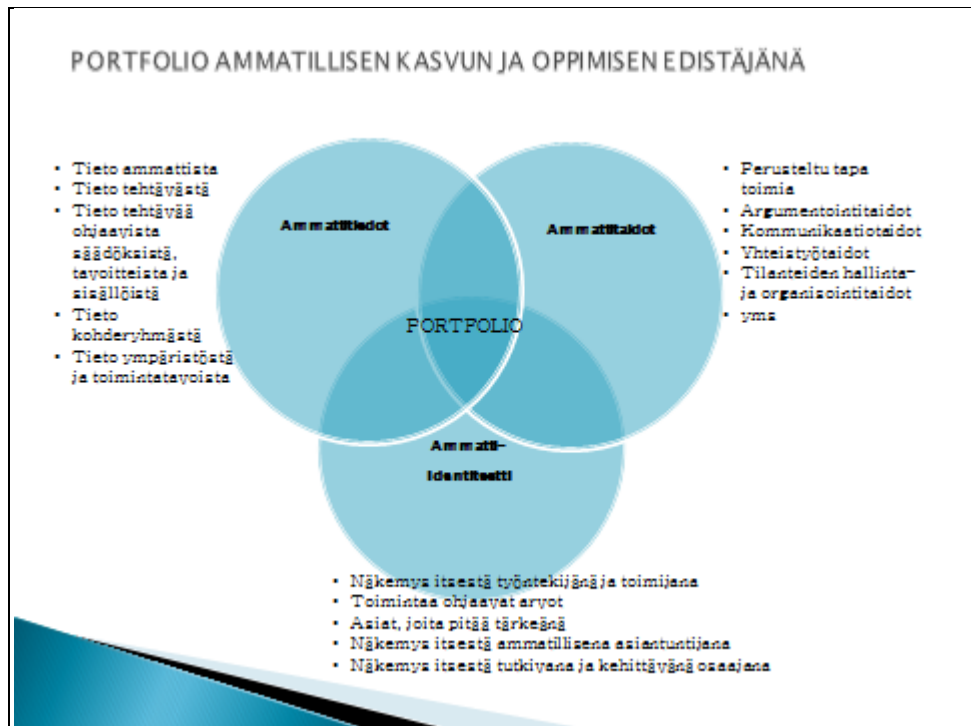 PORTFOLIO AMMATILLISEN KASVUN JA OPPIMISEN EDISTÄJÄNÄ
• Tieto ammatista
• Tieto tehtävästä
• Tieto tehtävää
ohjaavista
säädöksistä,
tavoitteista ja
sisällöistä
• Tieto
kohderyhmästä
• Tieto ympäristöstä
ja toimintatavoista
Ammattitiedot
Ammattitaidot
• Perusteltu tapa
toimia
• Argumentointitaidot
• Kommunikaatiotaidot
• Yhteistyötaidot
• Tilanteiden hallinta-
ja organisointitaidot
• yms
PORTFOLIO
Ammatti-
identiteetti
• Näkemys itsestä työntekijänä ja toimijana
• Toimintaa ohjaavat arvot
• Asiat, joita pitää tärkeänä
• Näkemys itsestä ammatillisena asiantuntijana
• Näkemys itsestä tutkivana ja kehittävänä osaajana